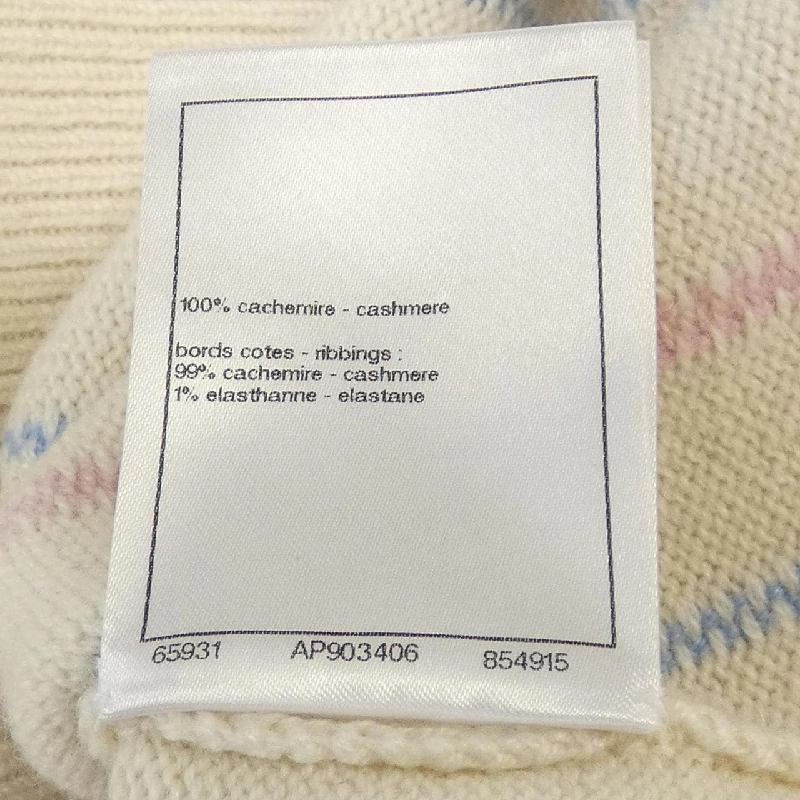 100% cachemire - cashmere
bords cotes - ribbings :
99% cachemire - cashmere
1% elasthanne - elastane
65931 AP903406 854915